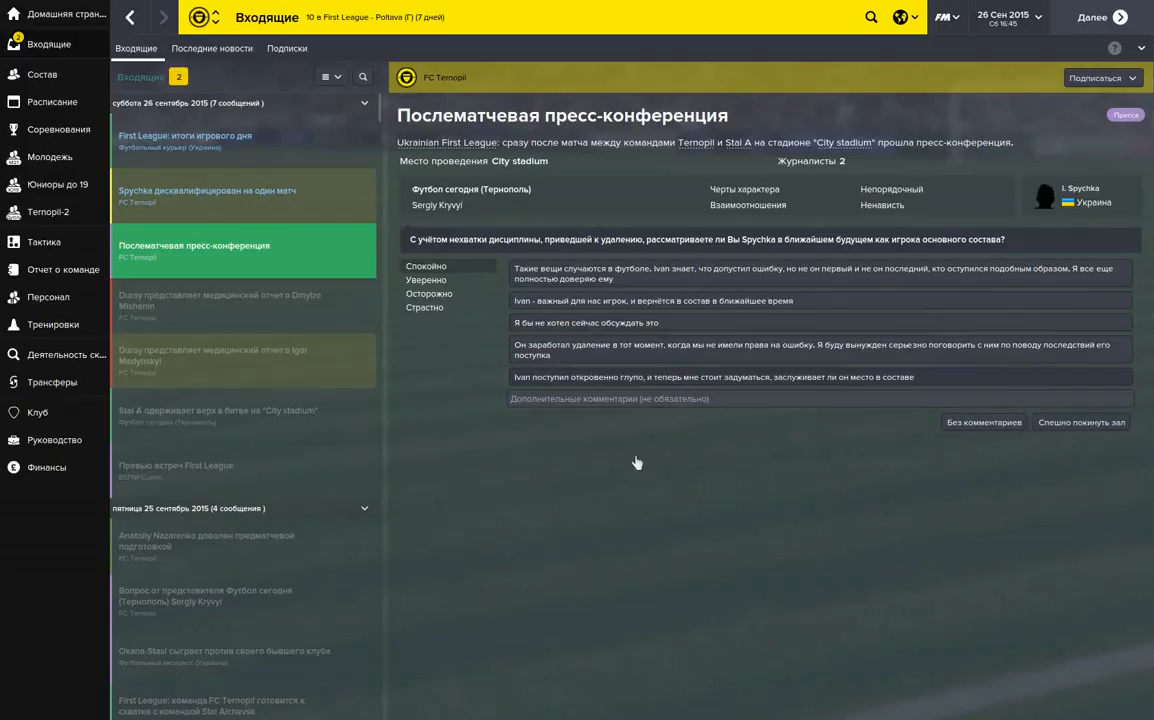 Домашняя стран...
Входящие
10 в First League - Poltava (Г) (7 дней)
FM
26 Сен 2015
Сб 16:45
Далее
2
Входящие
Состав
Расписание
Соревнования
Молодежь
Юниоры до 19
Ternopil-2
Тактика
Отчет о команде
Персонал
Тренировки
Деятельность ск...
Трансферы
Клуб
Руководство
Финансы
Входящие
Последние новости
Подписки
?
Входящие
2
суббота 26 сентябрь 2015 (7 сообщений )
First League: итоги игрового дня
Футбольный курьер (Украина)
Spychka дисквалифицирован на один матч
FC Ternopil
Послематчевая пресс-конференция
FC Ternopil
Duray представляет медицинский отчет о Dmytro
Mishenin
FC Ternopil
Duray представляет медицинский отчет о Igor
Medynskyi
FC Ternopil
Stal A одерживает верх в битве на "City stadium"
Футбол сегодня (Тернополь)
Превью встреч First League
ESPNFC.com
пятница 25 сентябрь 2015 (4 сообщения )
Anatoliy Nazarenko доволен предматчевой
подготовкой
FC Ternopil
Вопрос от представителя Футбол сегодня
(Тернополь) Sergiy Kryvyi
FC Ternopil
Okana-Stasi сыграет против своего бывшего клуба
Футбольный экспресс (Украина)
First League: команда FC Ternopil готовится к
схватке с командой Stal Alchevsk
FC Ternopil
Подписаться
Послематчевая пресс-конференция
Пресса
Ukrainian First League: сразу после матча между командами Ternopil и Stal A на стадионе "City stadium" прошла пресс-конференция.
Место проведения City stadium
Журналисты 2
Футбол сегодня (Тернополь)
Черты характера
Непорядочный
Sergiy Kryvyi
Взаимоотношения
Ненависть
I. Spychka
Украина
С учётом нехватки дисциплины, приведшей к удалению, рассматриваете ли Вы Spychka в ближайшем будущем как игрока основного состава?
Спокойно
Уверенно
Осторожно
Страстно
Такие вещи случаются в футболе. Ivan знает, что допустил ошибку, но не он первый и не он последний, кто оступился подобным образом. Я все еще
полностью доверяю ему
Ivan - важный для нас игрок, и вернётся в состав в ближайшее время
Я бы не хотел сейчас обсуждать это
Он заработал удаление в тот момент, когда мы не имели права на ошибку. Я буду вынужден серьезно поговорить с ним по поводу последствий его
поступка
Ivan поступил откровенно глупо, и теперь мне стоит задуматься, заслуживает ли он место в составе
Дополнительные комментарии (не обязательно)
Без комментариев
Спешно покинуть зал